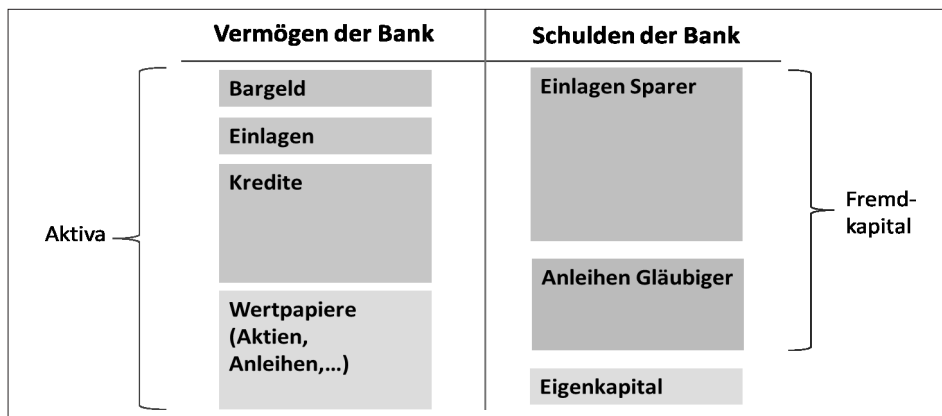 Vermögen der Bank
Schulden der Bank
Aktiva
Bargeld
Einlagen
Kredite
Wertpapiere
(Aktien,
Anleihen,...)
Einlagen Sparer
Anleihen Gläubiger
Eigenkapital
Fremd-
kapital